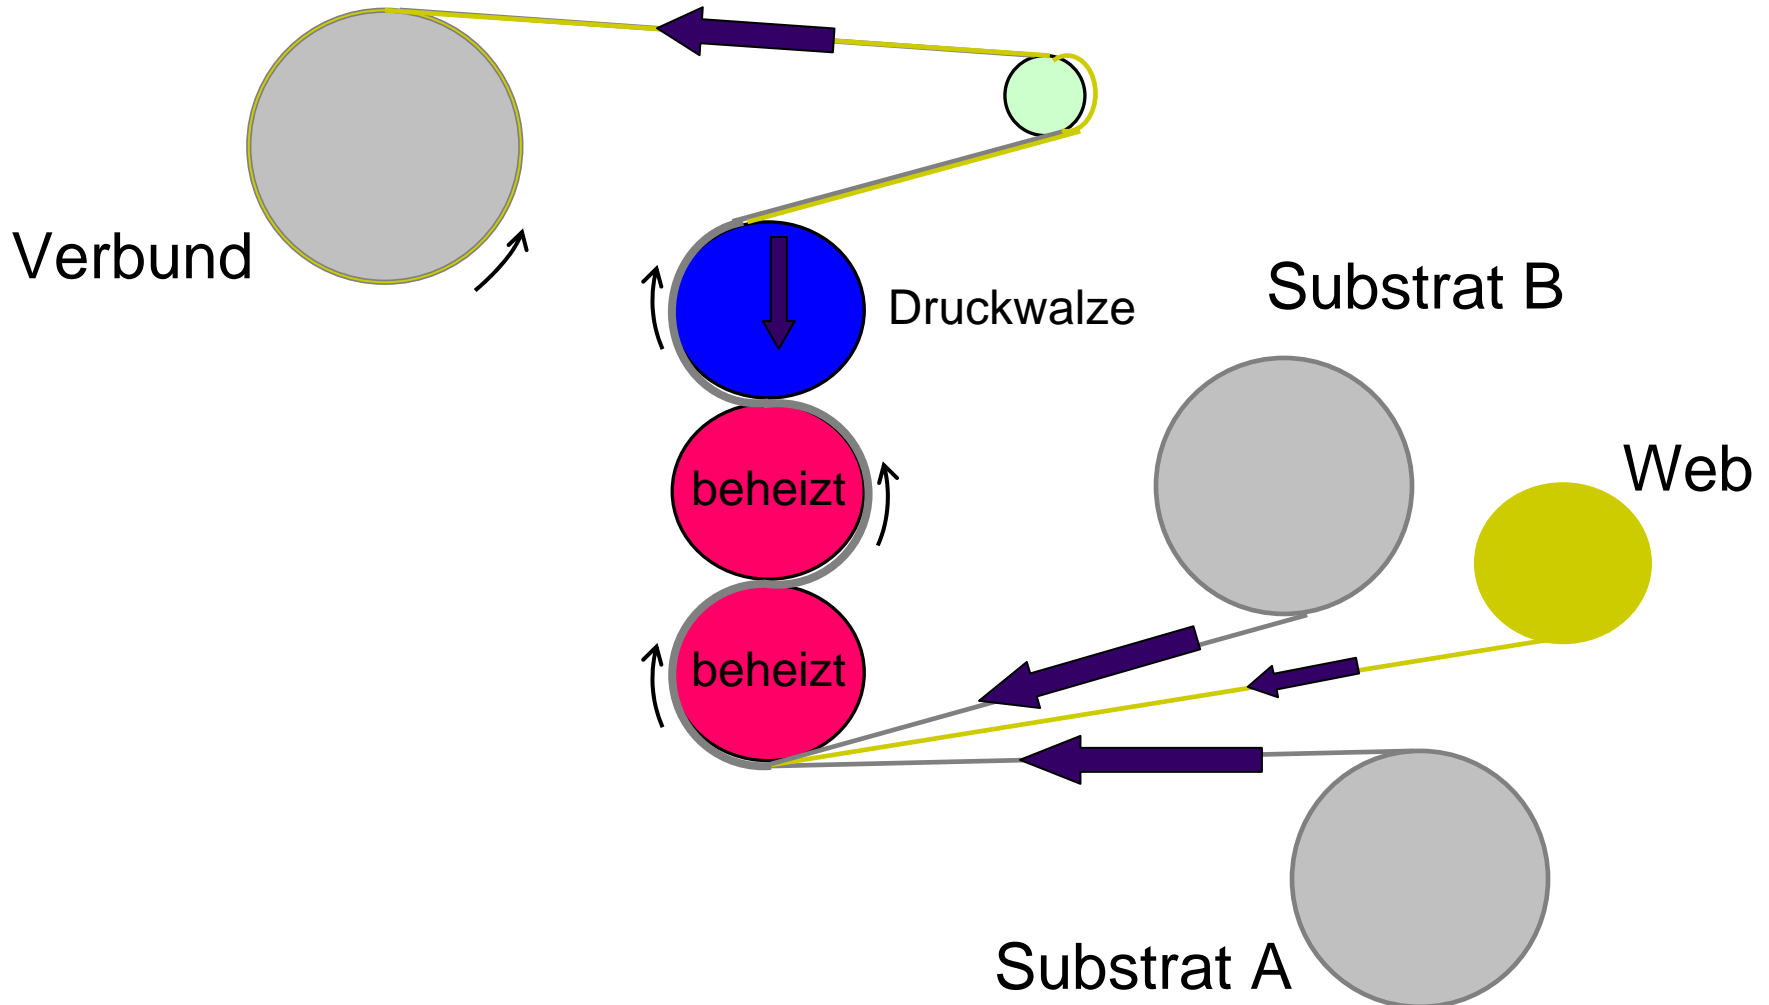 Verbund
Substrat B
Druckwalze
Web
beheizt
beheizt
Substrat A